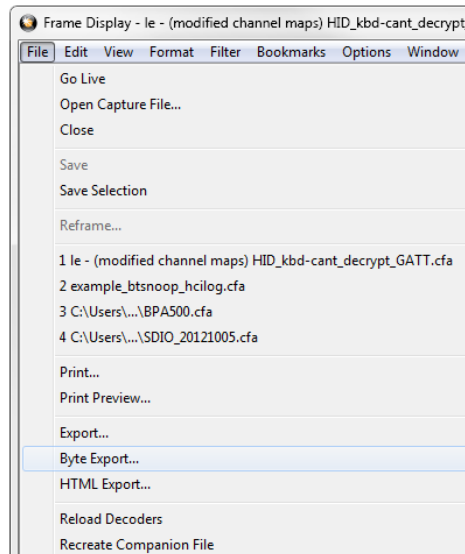 Frame Display - le - (modified channel maps) HID_kbd-cant_decrypt
File Edit View Format Filter Bookmarks Options Window
Go Live
Open Capture File...
Close
Save
Save Selection
Reframe...
1 le - (modified channel maps) HID_kbd-cant_decrypt_GATT.cfa
2 example_btsnoop_hcilog.cfa
3 C:\Users\...\BPA500.cfa
4 C:\Users\...\SDIO_20121005.cfa
Print...
Print Preview...
Export...
Byte Export...
HTML Export...
Reload Decoders
Recreate Companion File